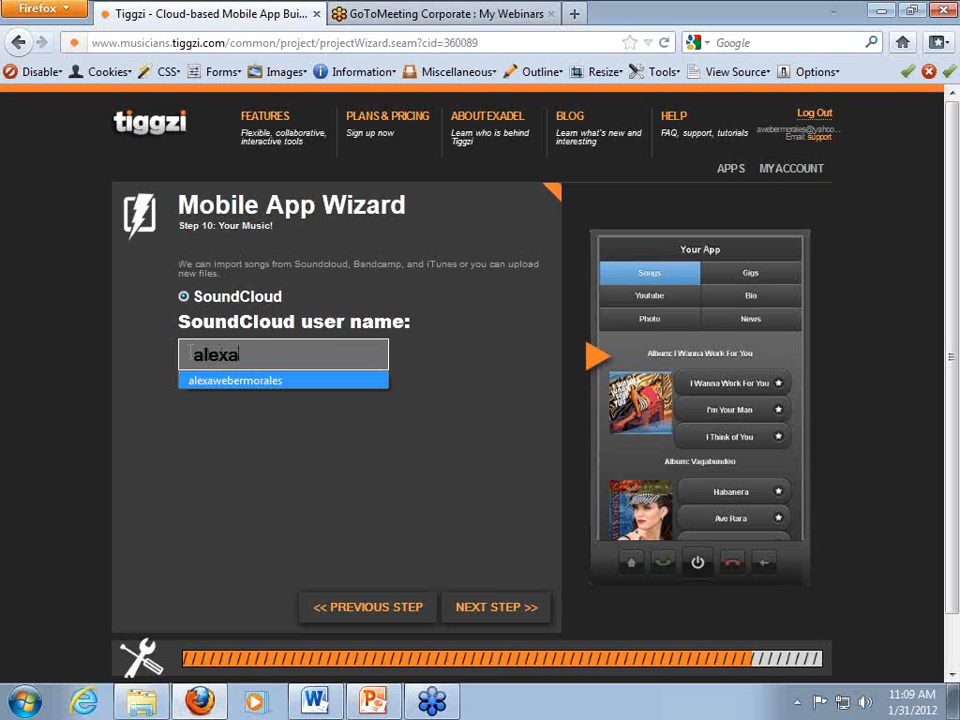 Firefox
Tiggzi - Cloud-based Mobile App Bui...
GoToMeeting Corporate : My Webinars
www.musicians.tiggzi.com/common/project/projectWizard.seam?cid=360089
Google
Disable
Cookies
CSS
Forms
Images
Information
Miscellaneous
Outline
Resize
Tools
View Source
Options
tiggzi
FEATURES
Flexible, collaborative,
interactive tools
PLANS & PRICING
Sign up now
ABOUT EXADEL
Learn who is behind
Tiggzi
BLOG
Learn what's new and
interesting
HELP
FAQ, support, tutorials
Log Out
awebermorales@yahoo...
Email support
APPS
MY ACCOUNT
Mobile App Wizard
Step 10: Your Music!
We can import songs from Soundcloud, Bandcamp, and iTunes or you can upload
new files.
SoundCloud
SoundCloud user name:
alexa
alexawebermorales
<< PREVIOUS STEP
NEXT STEP >>
Your App
Songs
Gigs
Youtube
Bio
Photo
News
Album: I Wanna Work For You
I Wanna Work For You
I'm Your Man
I Think of You
Album: Vagabundeo
Habanera
Ave Rara
11:09 AM
1/31/2012